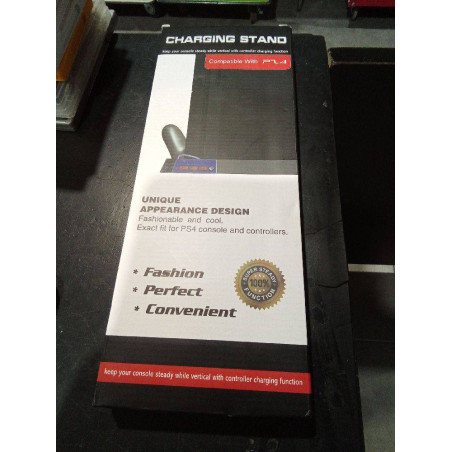 CHARGING STAND
keep your console steady while vertical with controller charging function
Compatible With PS4
UNIQUE
APPEARANCE DESIGN
Fashionable and cool.
Exact fit for PS4 console and controllers.
* Fashion
* Perfect
* Convenient
SUPER STEADY
100%
FUNCTION
keep your console steady while vertical with controller charging function